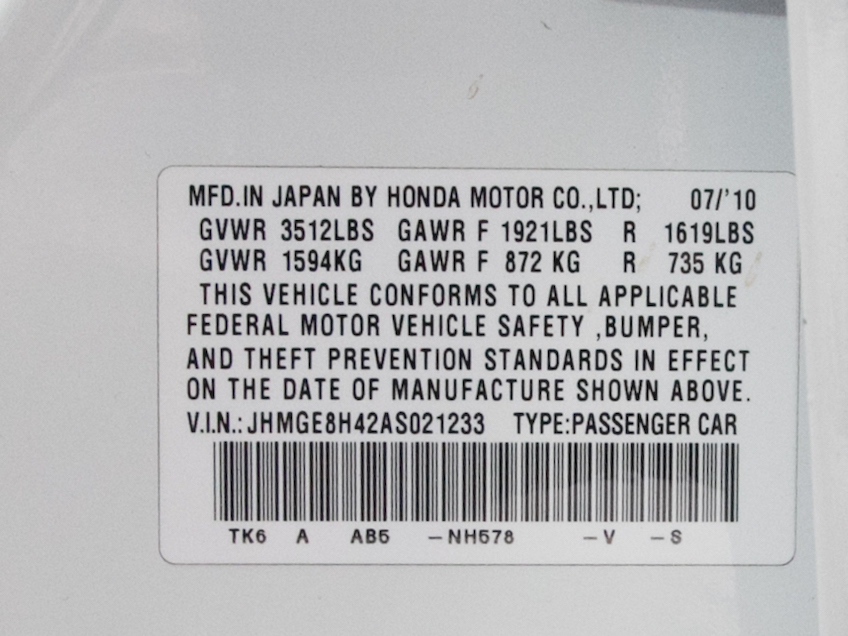 MFD.IN JAPAN BY HONDA MOTOR CO.,LTD; 07/'10
GVWR 3512LBS GAWR F 1921LBS R 1619LBS
GVWR 1594KG GAWR F 872 KG R 735 KG
THIS VEHICLE CONFORMS TO ALL APPLICABLE
FEDERAL MOTOR VEHICLE SAFETY ,BUMPER,
AND THEFT PREVENTION STANDARDS IN EFFECT
ON THE DATE OF MANUFACTURE SHOWN ABOVE.
V.I.N.: JHMGE8H42AS021233 TYPE:PASSENGER CAR
TK6 A AB5 -NH578 -V -S